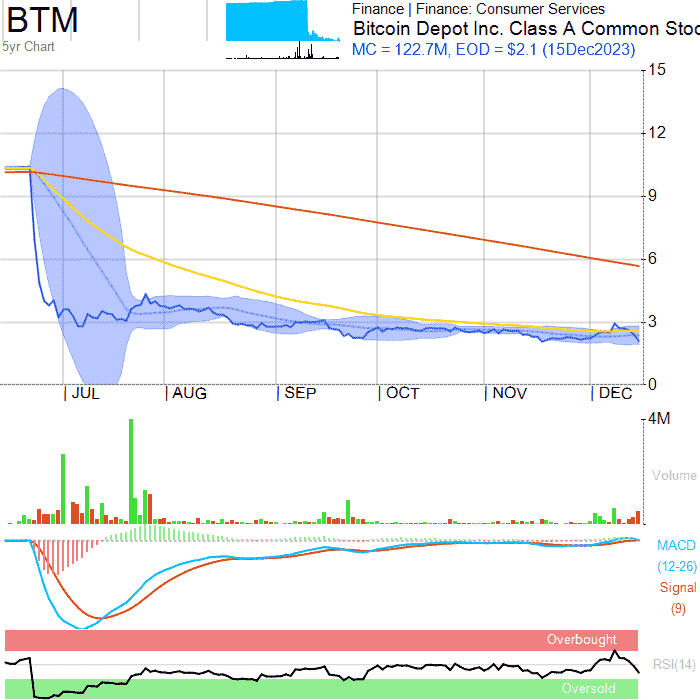 BTM
5yr Chart
Finance | Finance: Consumer Services
Bitcoin Depot Inc. Class A Common Stoc
MC = 122.7M, EOD = $2.1 (15Dec2023)
15
12
9
6
3
0
JUL
AUG
SEP
OCT
NOV
DEC
4M
Volume
MACD
(12-26)
Signal
(9)
Overbought
RSI(14)
Oversold